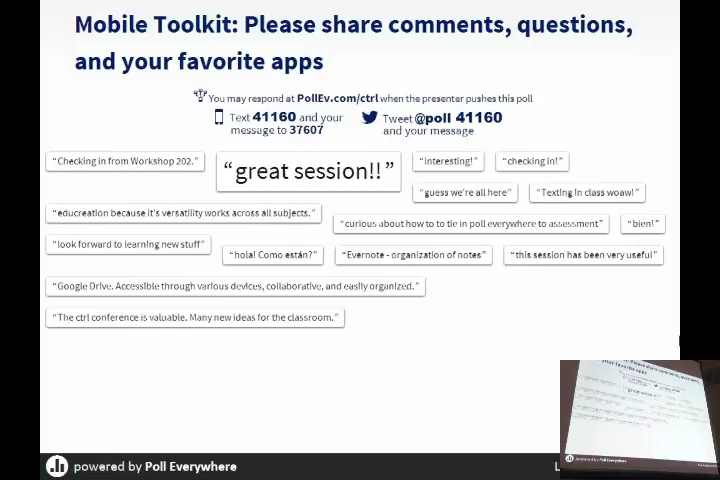 Mobile Toolkit: Please share comments, questions,
and your favorite apps
You may respond at PollEv.com/ctrl when the presenter pushes this poll
Text 41160 and your
message to 37607
Tweet @poll 41160
and your message
“Checking in from Workshop 202.”
“great session!!”
“Interesting!”
“checking in!”
“guess we're all here”
“Texting in class woaw!”
“educreation because it's versatility works across all subjects.”
“curious about how to to tie in poll everywhere to assessment”
“bien!”
“look forward to learning new stuff”
“hola! Como están?”
“Evernote - organization of notes”
“this session has been very useful”
“Google Drive. Accessible through various devices, collaborative, and easily organized.”
“The ctrl conference is valuable. Many new ideas for the classroom.”
powered by Poll Everywhere